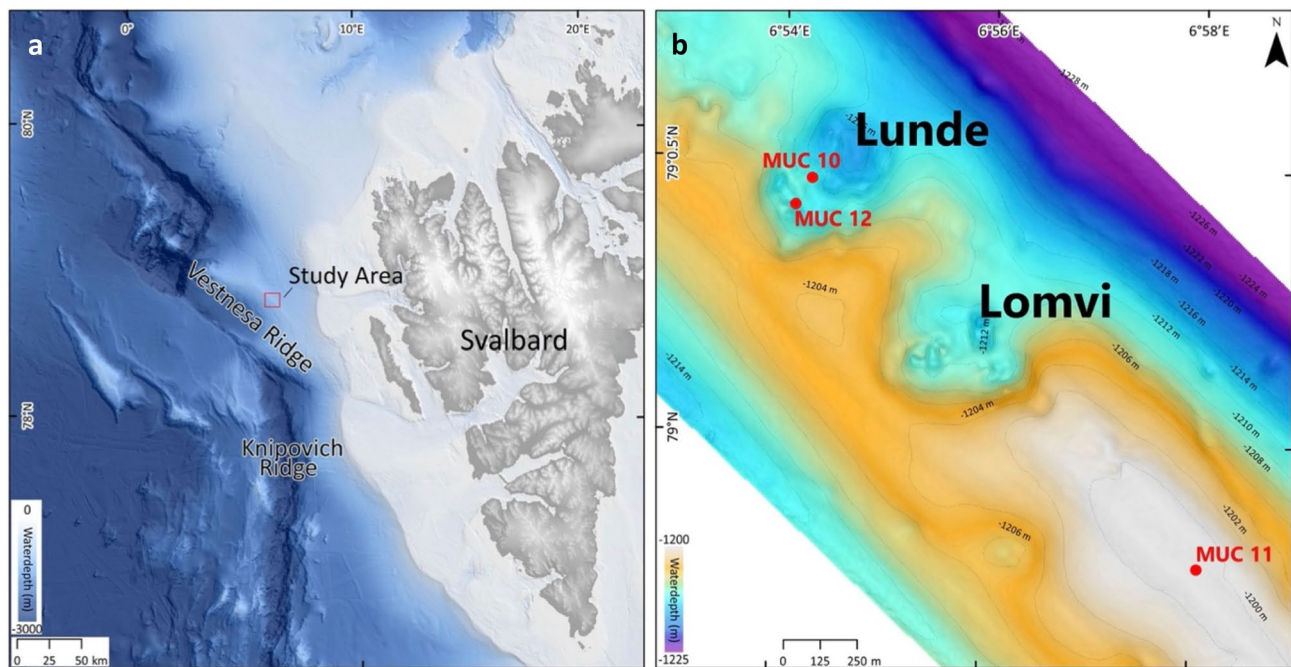 a
0°
10°E
20°E
80°N
78°N
Study Area
Vestnesa Ridge
Svalbard
Knipovich
Ridge
0
Waterdepth (m)
-3000
0 25 50 km
b
6°54'E
6°56'E
6°58'E
N
79°0.5'N
79°N
Lunde
MUC 10
MUC 12
Lomvi
MUC 11
-1228 m
-1226 m
-1224 m
-1222 m
-1220 m
-1218 m
-1216 m
-1214 m
-1212 m
-1210 m
-1208 m
-1206 m
-1204 m
-1212 m
-1204 m
-1214 m
-1206 m
-1202 m
-1200 m
-1200
Waterdepth (m)
-1225
0 125 250 m